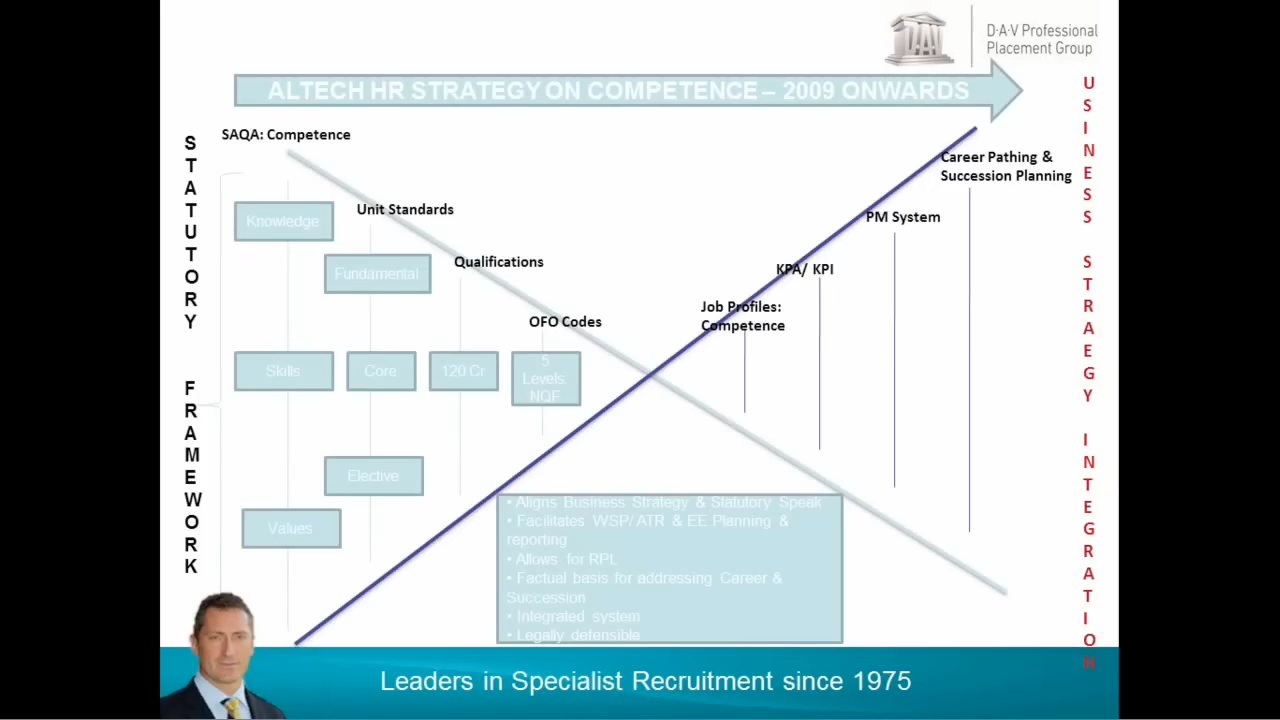 D·A·V Professional
Placement Group
ALTECH HR STRATEGY ON COMPETENCE – 2009 ONWARDS
STATUTORY FRAMEWORK
SAQA: Competence
Unit Standards
Qualifications
OFO Codes
Knowledge
Fundamental
Skills
Core
120 Cr
5
Levels:
NQF
Elective
Values
Job Profiles:
Competence
KPA/ KPI
PM System
Career Pathing &
Succession Planning
USINESS STRAEGY INTEGRATION
• Aligns Business Strategy & Statutory Speak
• Facilitates WSP/ ATR & EE Planning &
reporting
• Allows for RPL
• Factual basis for addressing Career &
Succession
• Integrated system
• Legally defensible
Leaders in Specialist Recruitment since 1975